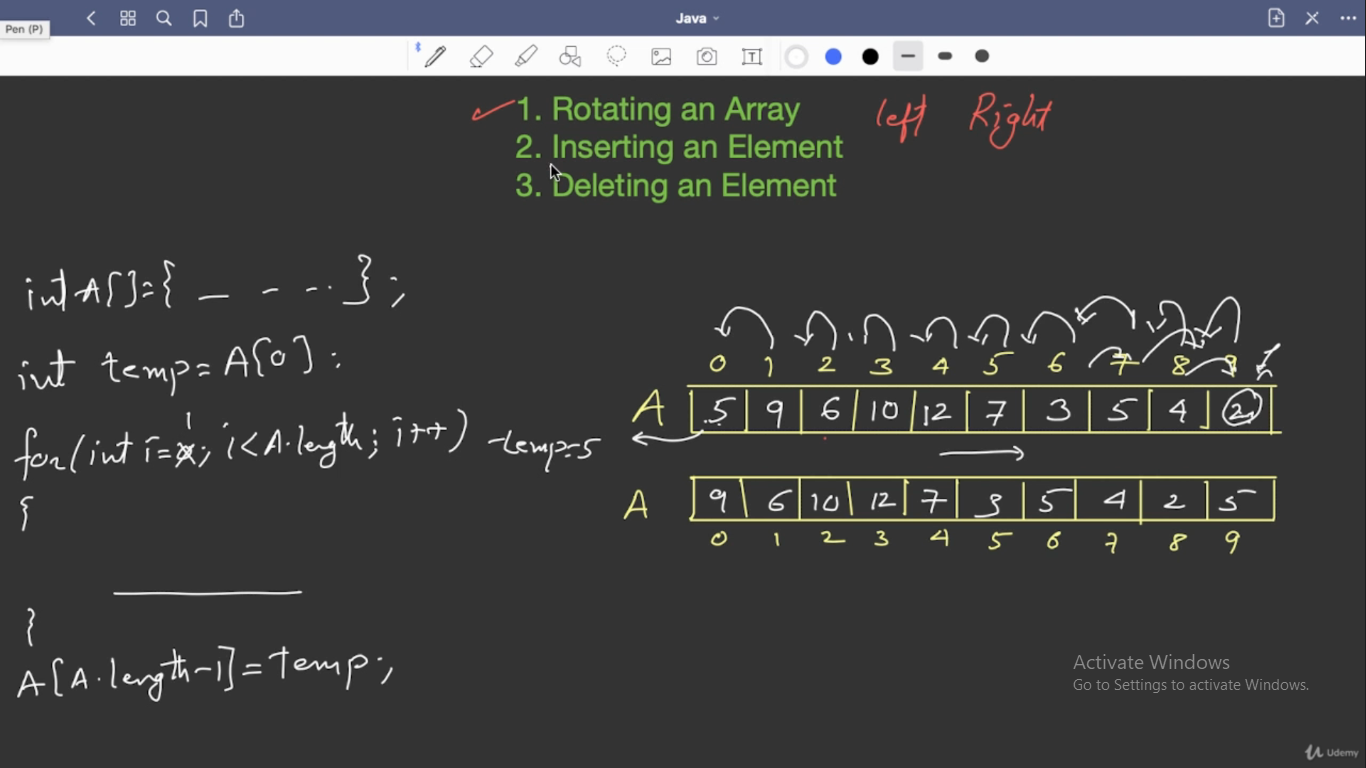 Java
Pen (P)
1. Rotating an Array left Right
2. Inserting an Element
3. Deleting an Element
int A[]={ _ - - .. };
int temp=A[0];
for(int i=1; i<A.length; i++)
{
}
A[A.length-1]=temp;
temp=5
0 1 2 3 4 5 6 7 8 9
A 5 9 6 10 12 7 3 5 4 2
A 9 6 10 12 7 3 5 4 2 5
0 1 2 3 4 5 6 7 8 9
Activate Windows
Go to Settings to activate Windows.
Udemy